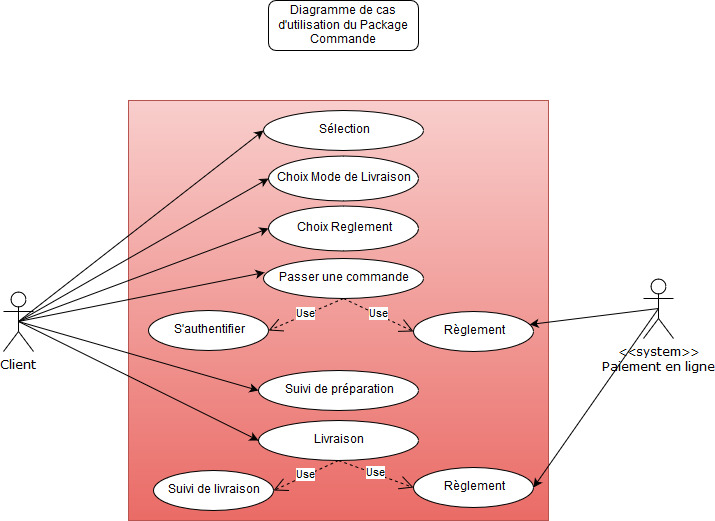 Diagramme de cas
d'utilisation du Package
Commande
Sélection
Choix Mode de Livraison
Choix Reglement
Passer une commande
Use
Use
S'authentifier
Règlement
Client
<<system>>
Paiement en ligne
Suivi de préparation
Livraison
Use
Use
Suivi de livraison
Règlement